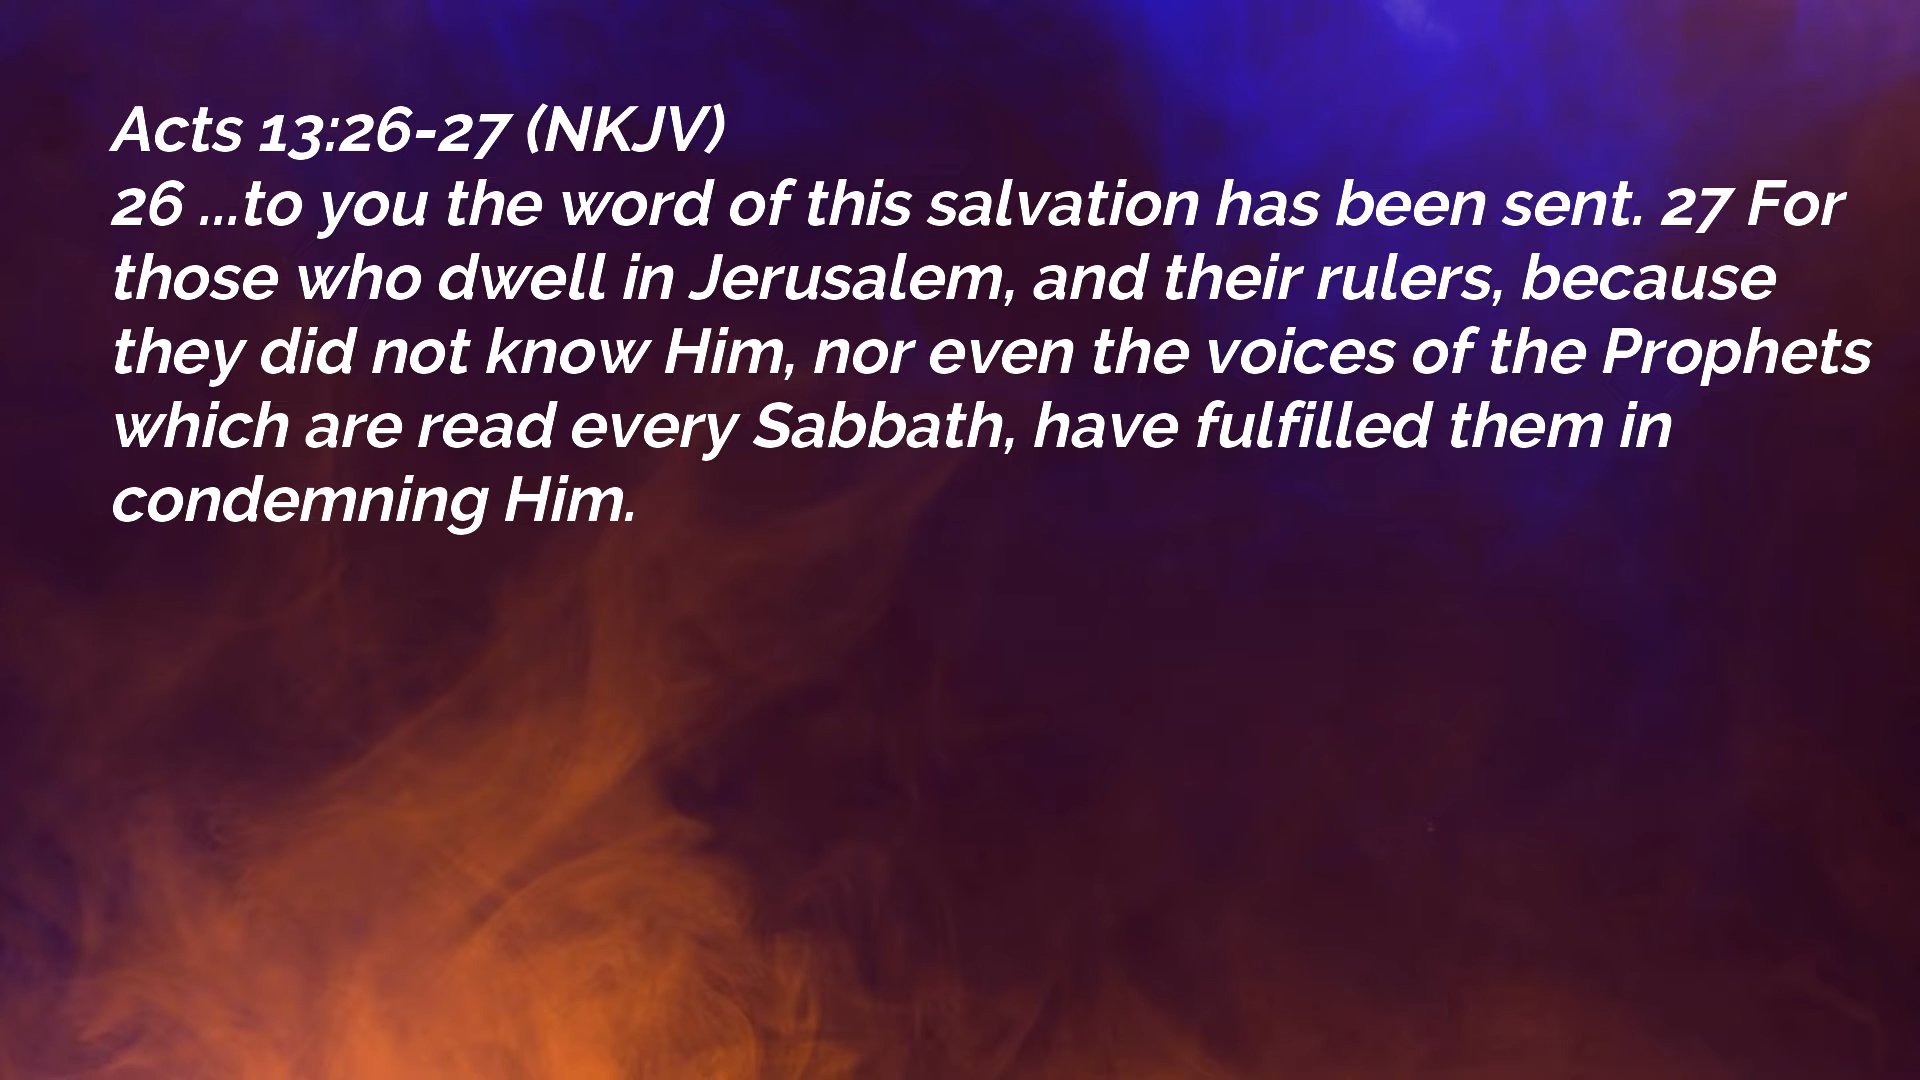 Acts 13:26-27 (NKJV)
26 ...to you the word of this salvation has been sent. 27 For
those who dwell in Jerusalem, and their rulers, because
they did not know Him, nor even the voices of the Prophets
which are read every Sabbath, have fulfilled them in
condemning Him.